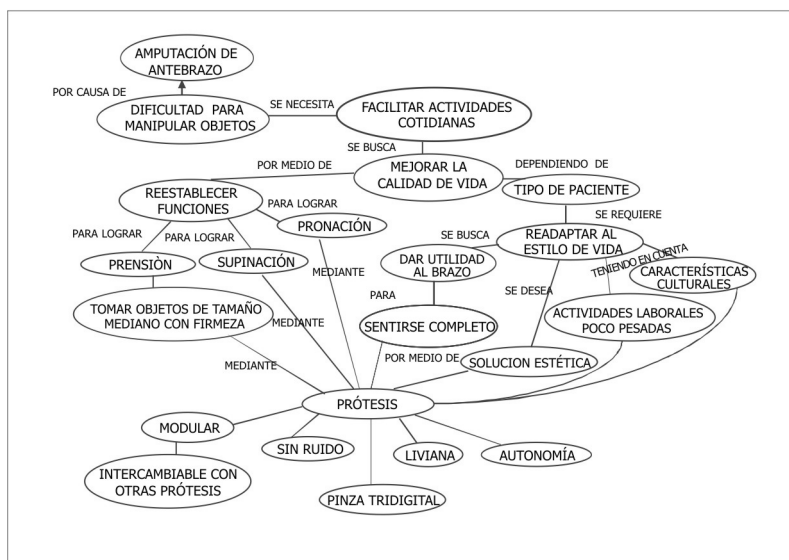 AMPUTACIÓN DE
ANTEBRAZO
POR CAUSA DE
DIFICULTAD PARA
MANIPULAR OBJETOS
SE NECESITA
FACILITAR ACTIVIDADES
COTIDIANAS
SE BUSCA
MEJORAR LA
CALIDAD DE VIDA
POR MEDIO DE
DEPENDIENDO DE
TIPO DE PACIENTE
REESTABLECER
FUNCIONES
PARA LOGRAR
PRONACIÓN
SE REQUIERE
READAPTAR AL
ESTILO DE VIDA
SE BUSCA
PARA LOGRAR
PARA LOGRAR
PRENSIÒN
SUPINACIÓN
MEDIANTE
DAR UTILIDAD
AL BRAZO
TENIENDO EN CUENTA
CARACTERÍSTICAS
CULTURALES
SE DESEA
PARA
TOMAR OBJETOS DE TAMAÑO
MEDIANO CON FIRMEZA
MEDIANTE
SENTIRSE COMPLETO
ACTIVIDADES LABORALES
POCO PESADAS
MEDIANTE
POR MEDIO DE
SOLUCION ESTÉTICA
PRÓTESIS
MODULAR
SIN RUIDO
LIVIANA
AUTONOMÍA
INTERCAMBIABLE CON
OTRAS PRÓTESIS
PINZA TRIDIGITAL